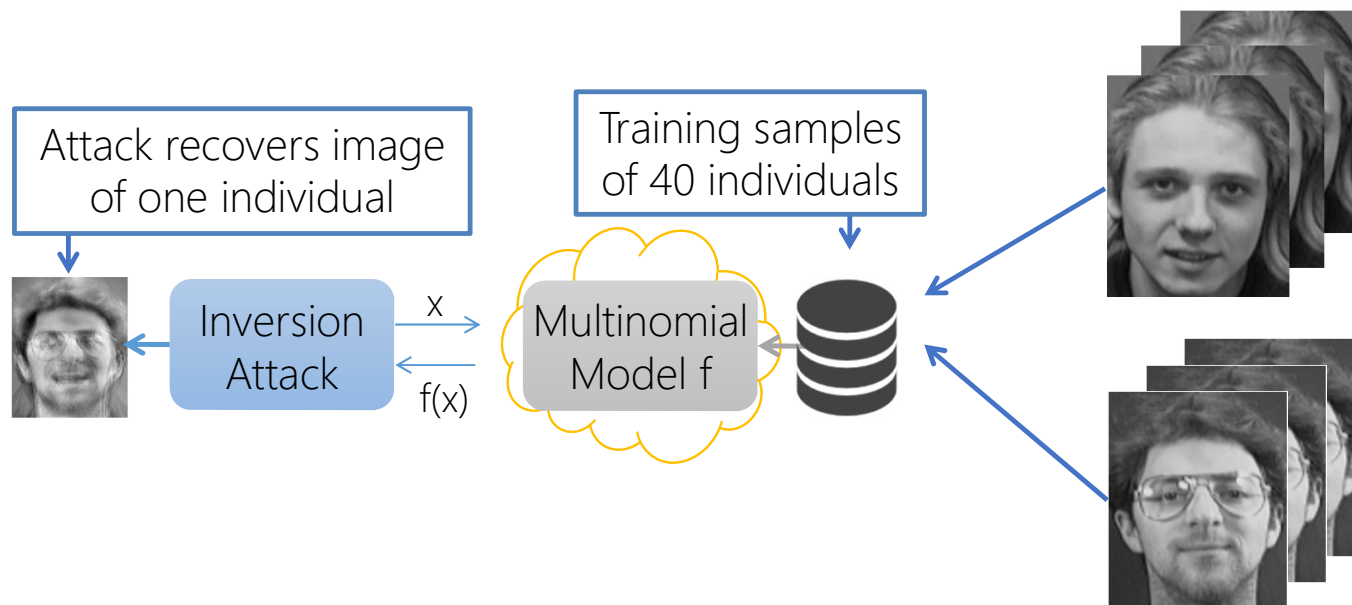 Attack recovers image
of one individual
Training samples
of 40 individuals
Inversion
Attack
x
f(x)
Multinomial
Model f